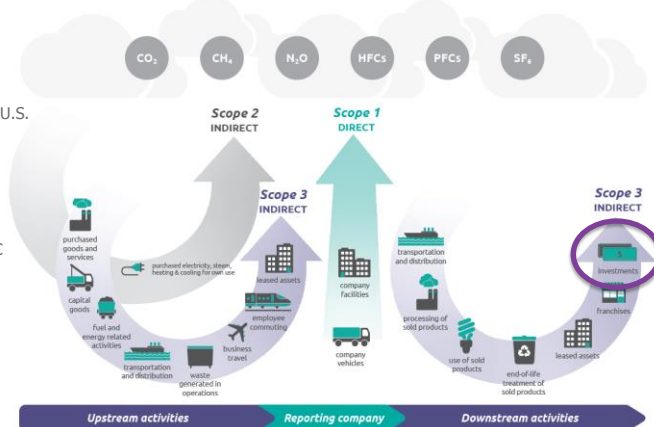 CO₂
CH₄
N₂O
HFCs
PFCs
SF₆
U.S.
Scope 2
INDIRECT
Scope 1
DIRECT
Scope 3
INDIRECT
Scope 3
INDIRECT
C
purchased
goods and
services
capital
goods
fuel and
energy related
activities
transportation
and distribution
waste
generated in
operations
business
travel
employee
commuting
leased assets
purchased electricity, steam,
heating & cooling for own use
company
facilities
company
vehicles
transportation
and distribution
processing of
sold products
use of sold
products
end-of-life
treatment of
sold products
leased assets
franchises
investments
Upstream activities
Reporting company
Downstream activities